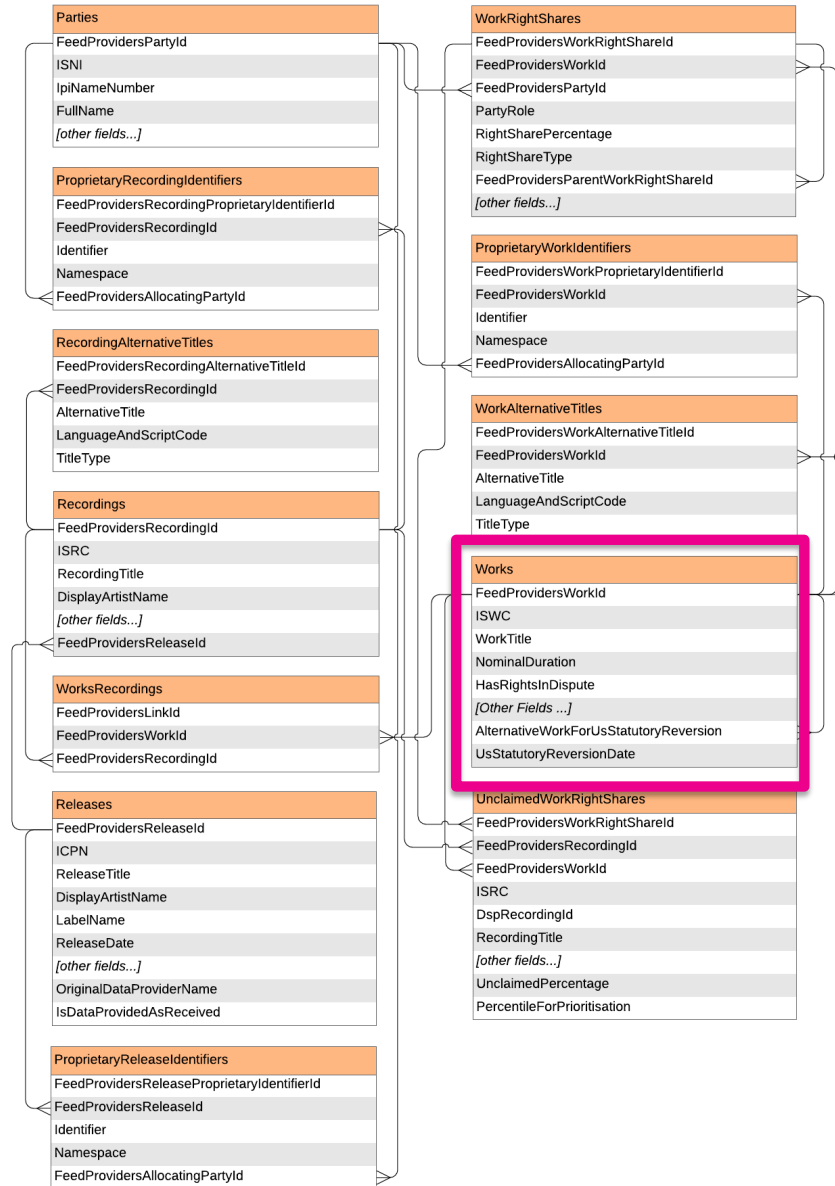 Parties
FeedProvidersPartyId
ISNI
IpiNameNumber
FullName
[other fields...]
ProprietaryRecordingIdentifiers
FeedProvidersRecordingProprietaryIdentifierId
FeedProvidersRecordingId
Identifier
Namespace
FeedProvidersAllocatingPartyId
RecordingAlternativeTitles
FeedProvidersRecordingAlternativeTitleId
FeedProvidersRecordingId
AlternativeTitle
LanguageAndScriptCode
TitleType
Recordings
FeedProvidersRecordingId
ISRC
RecordingTitle
DisplayArtistName
[other fields...]
FeedProvidersReleaseId
WorksRecordings
FeedProvidersLinkId
FeedProvidersWorkId
FeedProvidersRecordingId
Releases
FeedProvidersReleaseId
ICPN
ReleaseTitle
DisplayArtistName
LabelName
ReleaseDate
[other fields...]
OriginalDataProviderName
IsDataProvidedAsReceived
ProprietaryReleaseIdentifiers
FeedProvidersReleaseProprietaryIdentifierId
FeedProvidersReleaseId
Identifier
Namespace
FeedProvidersAllocatingPartyId
WorkRightShares
FeedProvidersWorkRightShareId
FeedProvidersWorkId
FeedProvidersPartyId
PartyRole
RightSharePercentage
RightShareType
FeedProvidersParentWorkRightShareId
[other fields...]
ProprietaryWorkIdentifiers
FeedProvidersWorkProprietaryIdentifierId
FeedProvidersWorkId
Identifier
Namespace
FeedProvidersAllocatingPartyId
WorkAlternativeTitles
FeedProvidersWorkAlternativeTitleId
FeedProvidersWorkId
AlternativeTitle
LanguageAndScriptCode
TitleType
Works
FeedProvidersWorkId
ISWC
WorkTitle
NominalDuration
HasRightsInDispute
[Other Fields ...]
AlternativeWorkForUsStatutoryReversion
UsStatutoryReversionDate
UnclaimedWorkRightShares
FeedProvidersWorkRightShareId
FeedProvidersRecordingId
FeedProvidersWorkId
ISRC
DspRecordingId
RecordingTitle
[other fields...]
UnclaimedPercentage
PercentileForPrioritisation